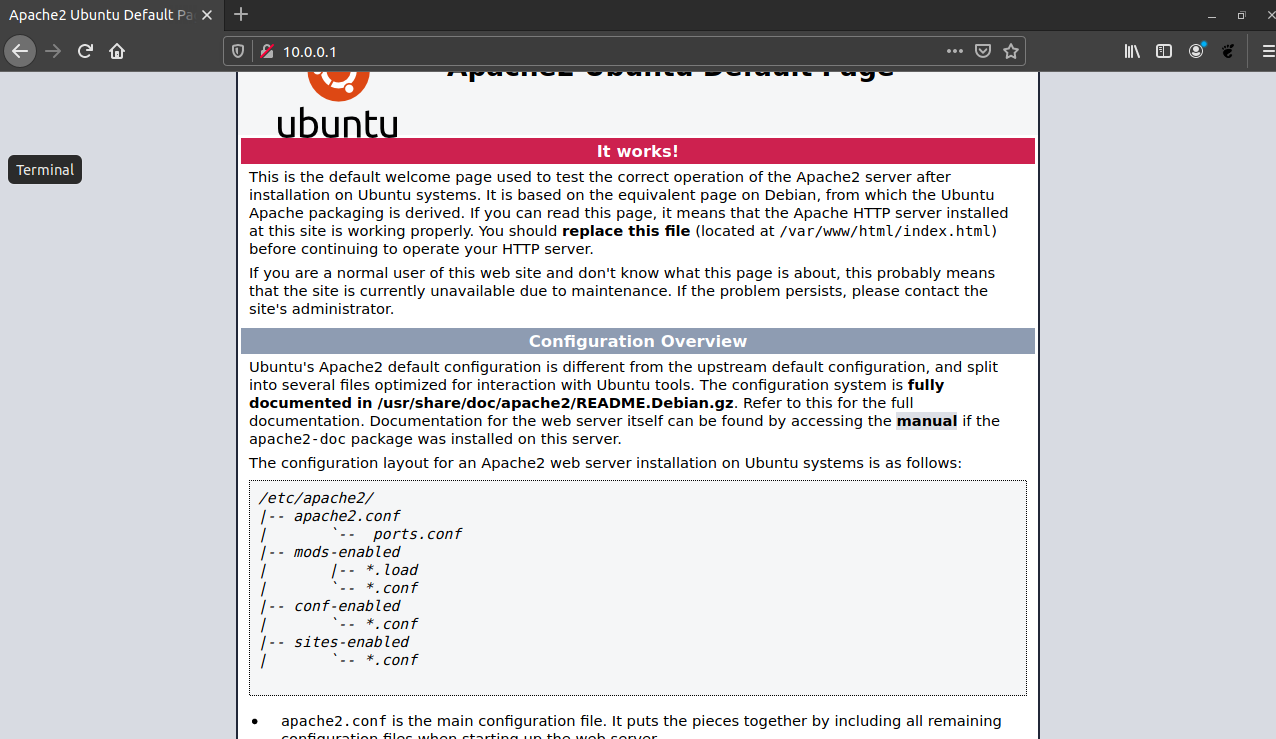 Apache2 Ubuntu Default Pa
10.0.0.1
Apache2 Ubuntu Default Page
ubuntu
It works!
Terminal
This is the default welcome page used to test the correct operation of the Apache2 server after
installation on Ubuntu systems. It is based on the equivalent page on Debian, from which the Ubuntu
Apache packaging is derived. If you can read this page, it means that the Apache HTTP server installed
at this site is working properly. You should replace this file (located at /var/www/html/index.html)
before continuing to operate your HTTP server.
If you are a normal user of this web site and don't know what this page is about, this probably means
that the site is currently unavailable due to maintenance. If the problem persists, please contact the
site's administrator.
Configuration Overview
Ubuntu's Apache2 default configuration is different from the upstream default configuration, and split
into several files optimized for interaction with Ubuntu tools. The configuration system is fully
documented in /usr/share/doc/apache2/README.Debian.gz. Refer to this for the full
documentation. Documentation for the web server itself can be found by accessing the manual if the
apache2-doc package was installed on this server.
The configuration layout for an Apache2 web server installation on Ubuntu systems is as follows:
/etc/apache2/
|-- apache2.conf
|       `--  ports.conf
|-- mods-enabled
|       |-- *.load
|       `-- *.conf
|-- conf-enabled
|       `-- *.conf
|-- sites-enabled
|       `-- *.conf
• apache2.conf is the main configuration file. It puts the pieces together by including all remaining
configuration files when starting up the web server.